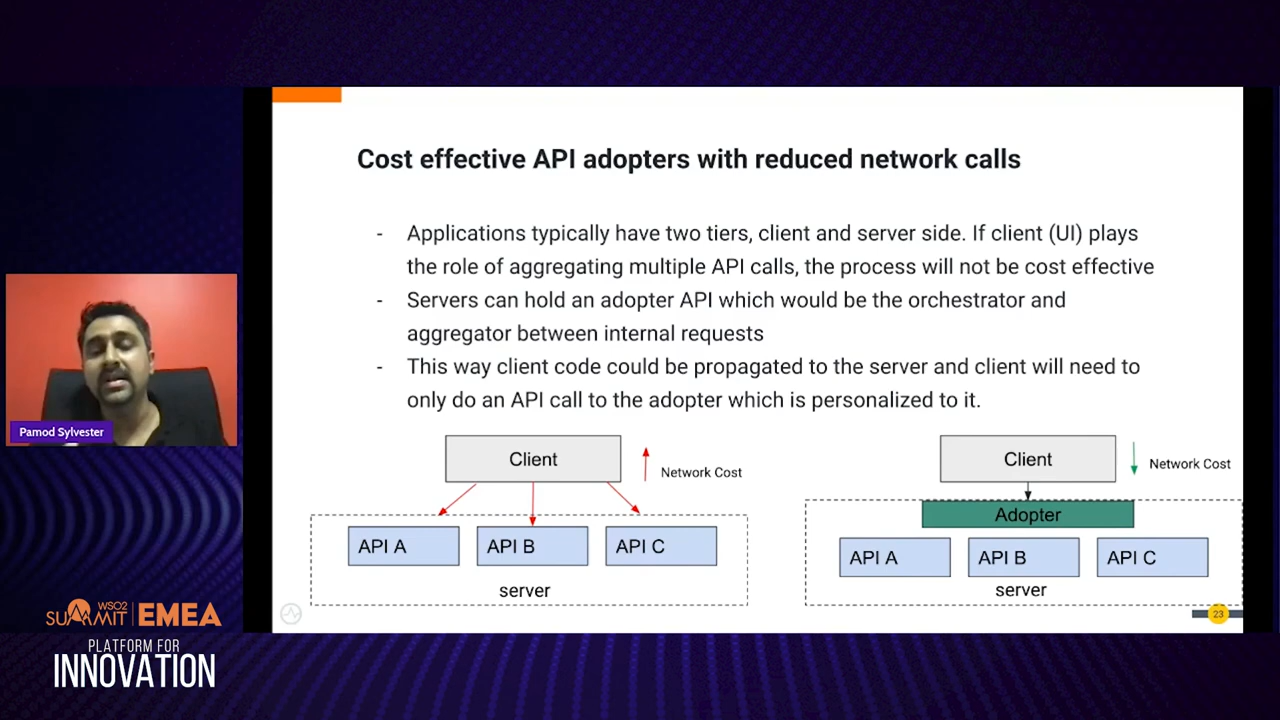 Cost effective API adopters with reduced network calls
- Applications typically have two tiers, client and server side. If client (UI) plays
the role of aggregating multiple API calls, the process will not be cost effective
- Servers can hold an adopter API which would be the orchestrator and
aggregator between internal requests
- This way client code could be propagated to the server and client will need to
only do an API call to the adopter which is personalized to it.
Client
Network Cost
API A
API B
API C
server
Client
Network Cost
Adopter
API A
API B
API C
server
23
Pamod Sylvester
WSO2
SUMMIT EMEA
PLATFORM FOR
INNOVATION